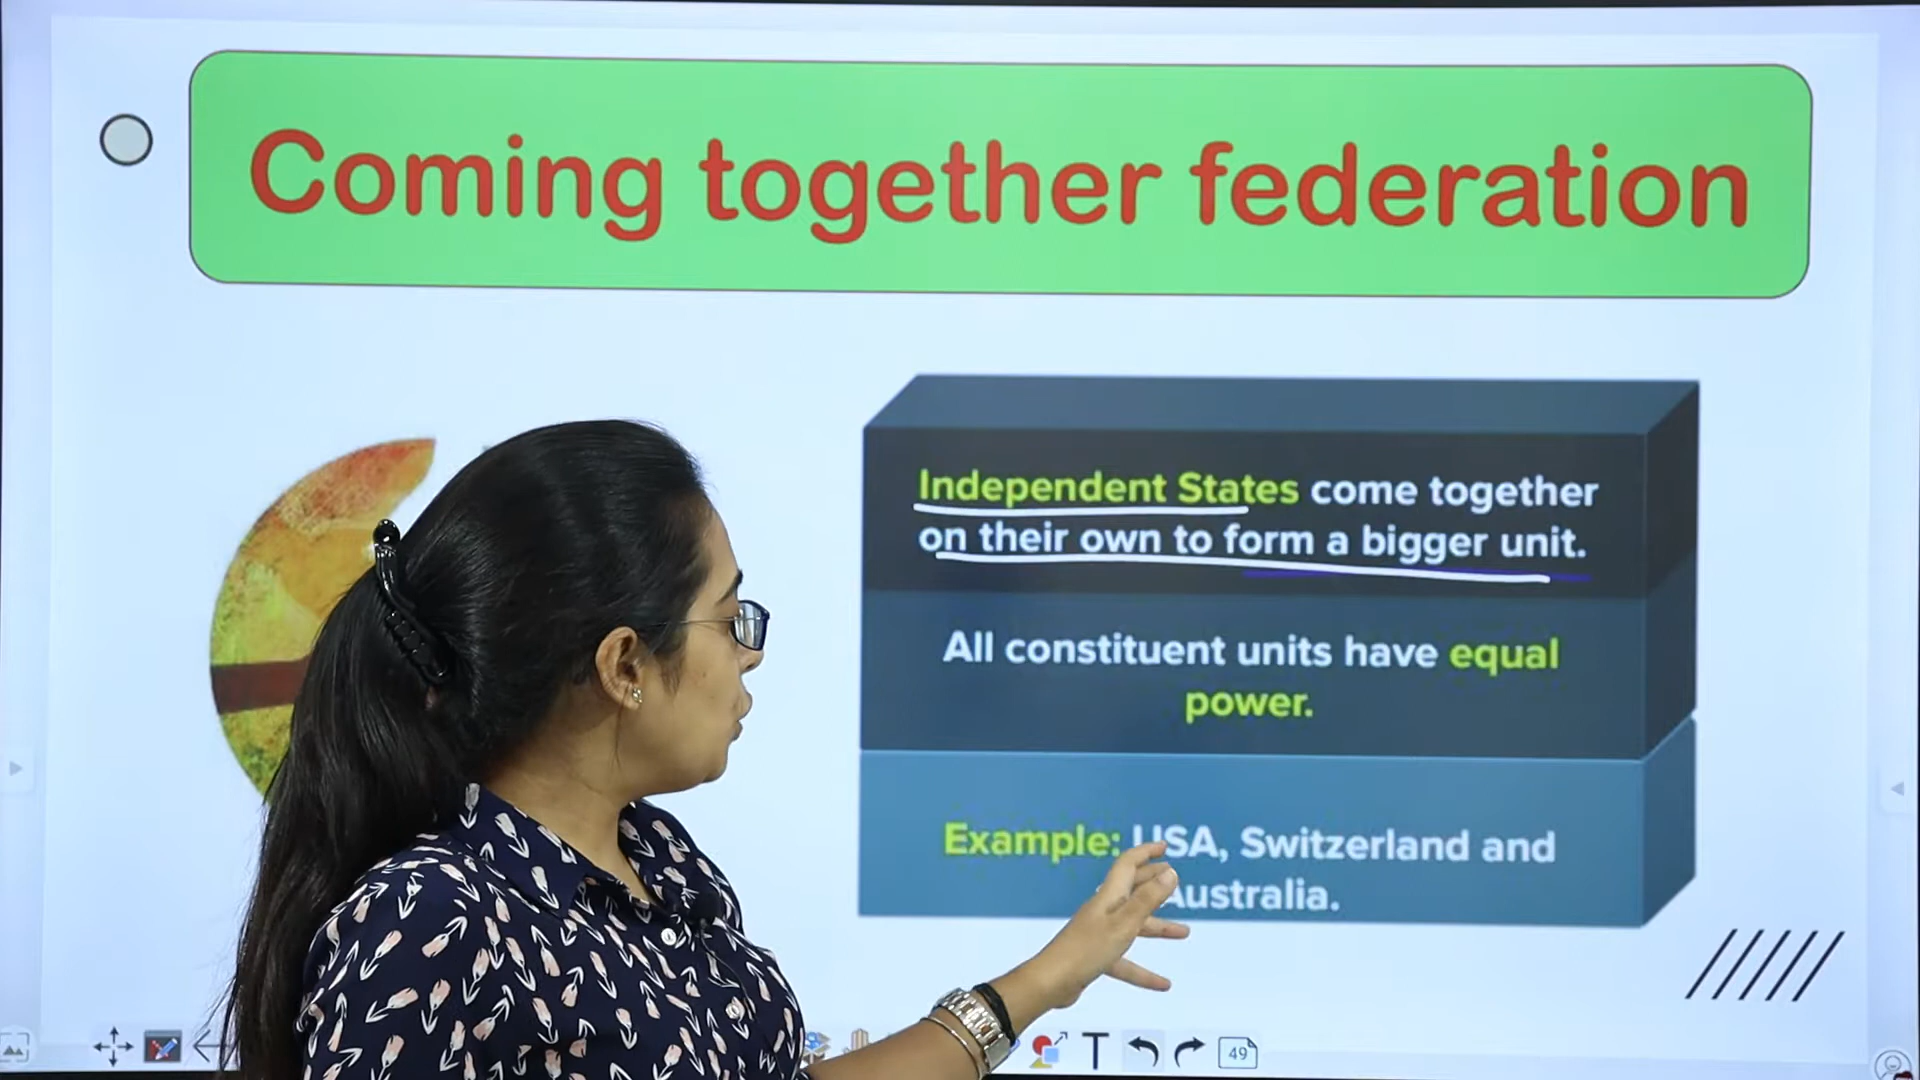 Coming together federation
Independent States come together
on their own to form a bigger unit.
All constituent units have equal
power.
Example: USA, Switzerland and
Australia.
T
49